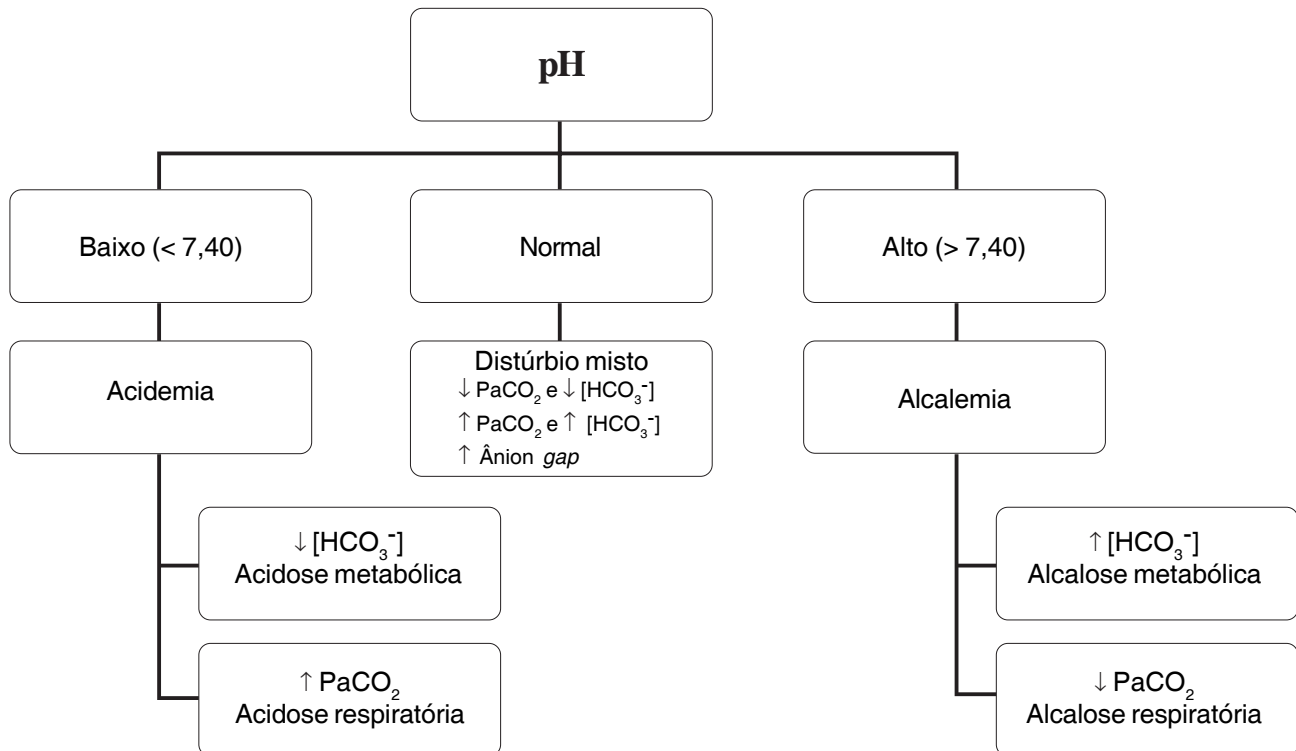 pH
Baixo (< 7,40)
Normal
Alto (> 7,40)
Acidemia
Distúrbio misto
↓ PaCO₂ e ↓ [HCO₃⁻]
↑ PaCO₂ e ↑ [HCO₃⁻]
↑ Ânion gap
Alcalemia
↓ [HCO₃⁻]
Acidose metabólica
↑ [HCO₃⁻]
Alcalose metabólica
↑ PaCO₂
Acidose respiratória
↓ PaCO₂
Alcalose respiratória